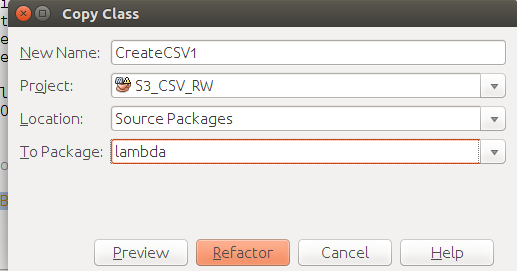 Copy Class
New Name: CreateCSV1
Project: S3_CSV_RW
Location: Source Packages
To Package: lambda
Preview Refactor Cancel Help